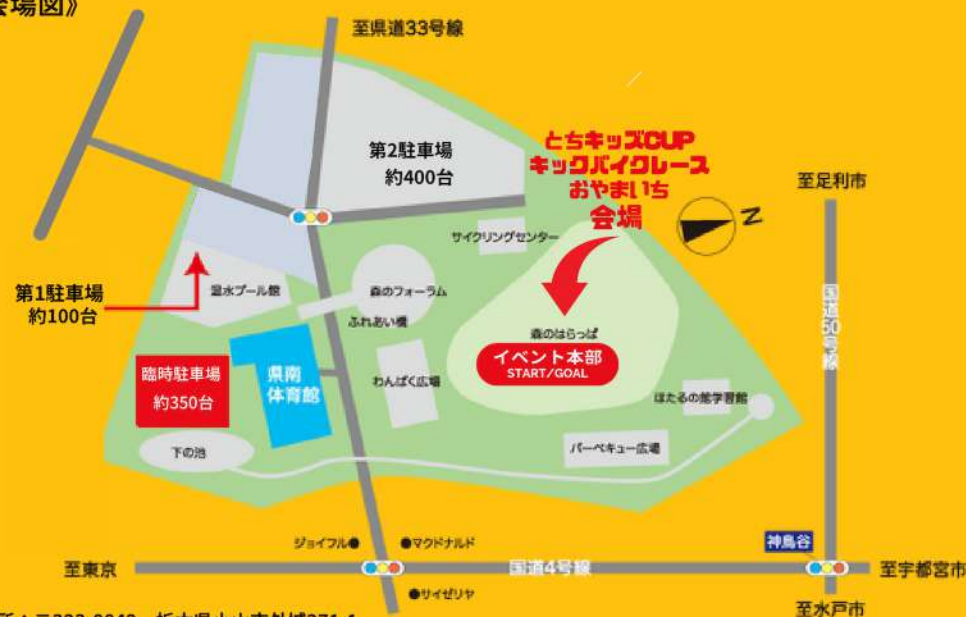 会場図》
至県道33号線
第2駐車場
約400台
とちキッズCUP
キックバイクレース
おやまいち
会場
至足利市
Z
サイクリングセンター
第1駐車場
約100台
温水プール館
森のフォーラム
ふれあい橋
国道50号線
森のはらっぱ
イベント本部
START/GOAL
臨時駐車場
約350台
県南
体育館
わんぱく広場
ほたるの館学習館
下の池
バーベキュー広場
ジョイフル●
●マクドナルド
神鳥谷
至東京
国道4号線
至宇都宮市
●サイゼリヤ
至水戸市